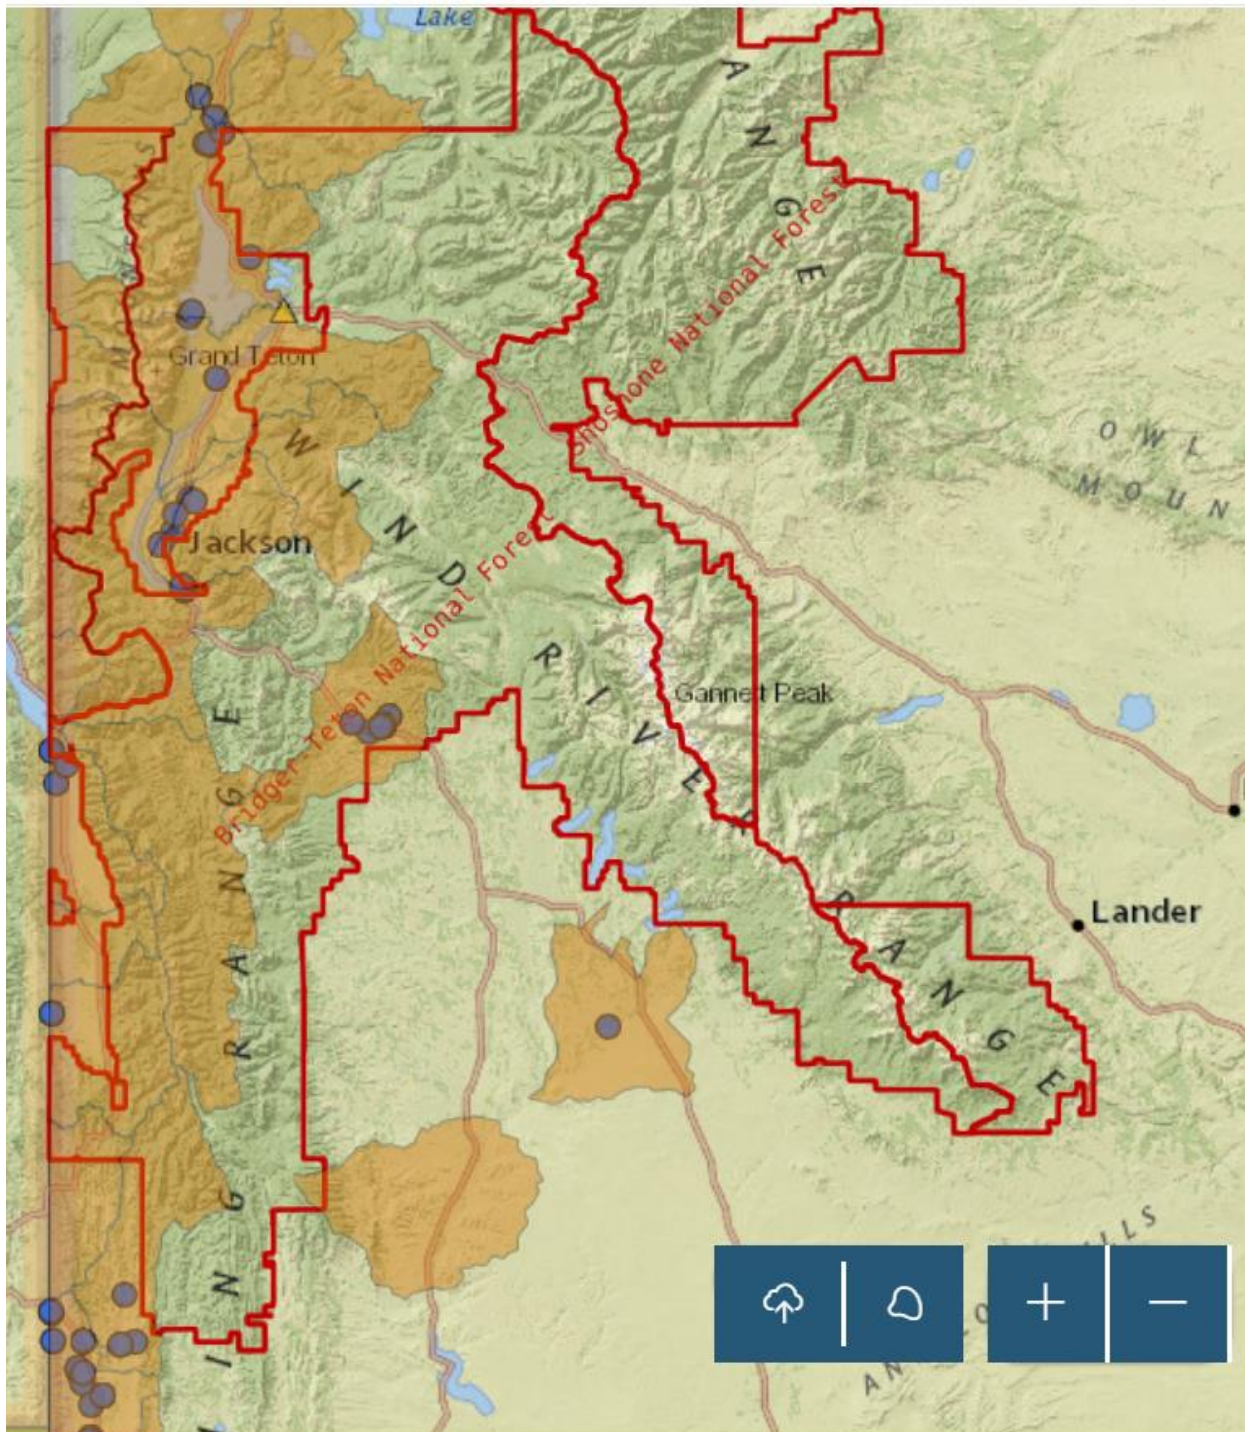 Lake
ANGE
Shoshone National Forest
MOUNTAINS
Grand Teton
OWL
MOUN
WIND RIVER RANGE
Jackson
Bridger-Teton National Forest
Gannett Peak
Lander
RANGE
ING